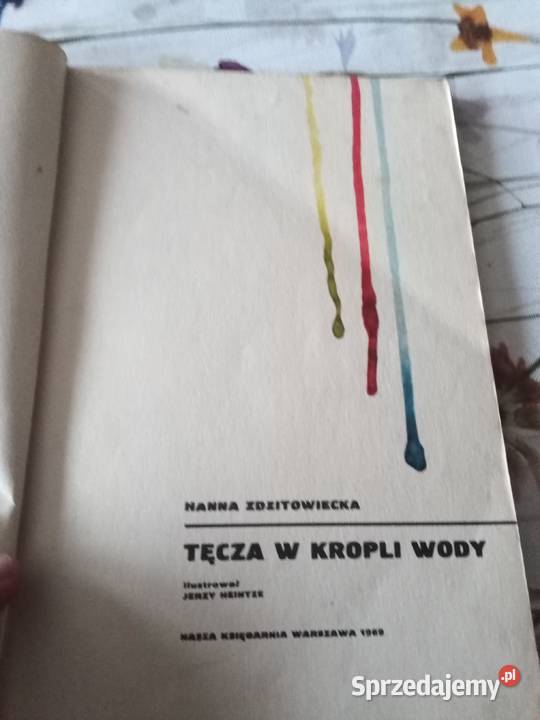 HANNA ZDZITOWIECKA
TĘCZA W KROPLI WODY
ilustrował
JERZY HEINTZE
NASZA KSIĘGARNIA WARSZAWA 1969
Sprzedajemy.pl